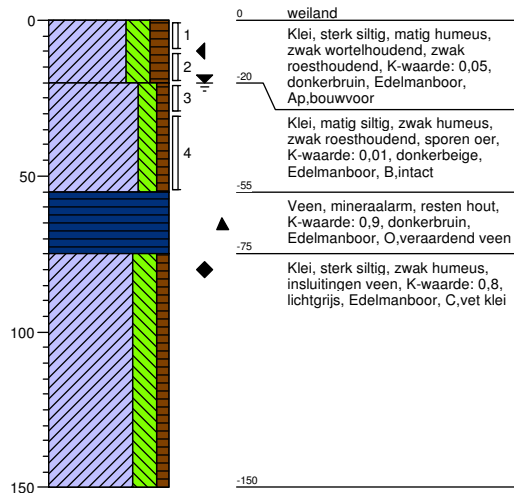 0
50
100
150
1
2
3
4
0
weiland
Klei, sterk siltig, matig humeus,
zwak wortelhoudend, zwak
roesthoudend, K-waarde: 0,05,
donkerbruin, Edelmanboor,
Ap,bouwvoor
-20
Klei, matig siltig, zwak humeus,
zwak roesthoudend, sporen oer,
K-waarde: 0,01, donkerbeige,
Edelmanboor, B,intact
-55
Veen, mineraalarm, resten hout,
K-waarde: 0,9, donkerbruin,
Edelmanboor, O,veraardend veen
-75
Klei, sterk siltig, zwak humeus,
insluitingen veen, K-waarde: 0,8,
lichtgrijs, Edelmanboor, C,vet klei
-150